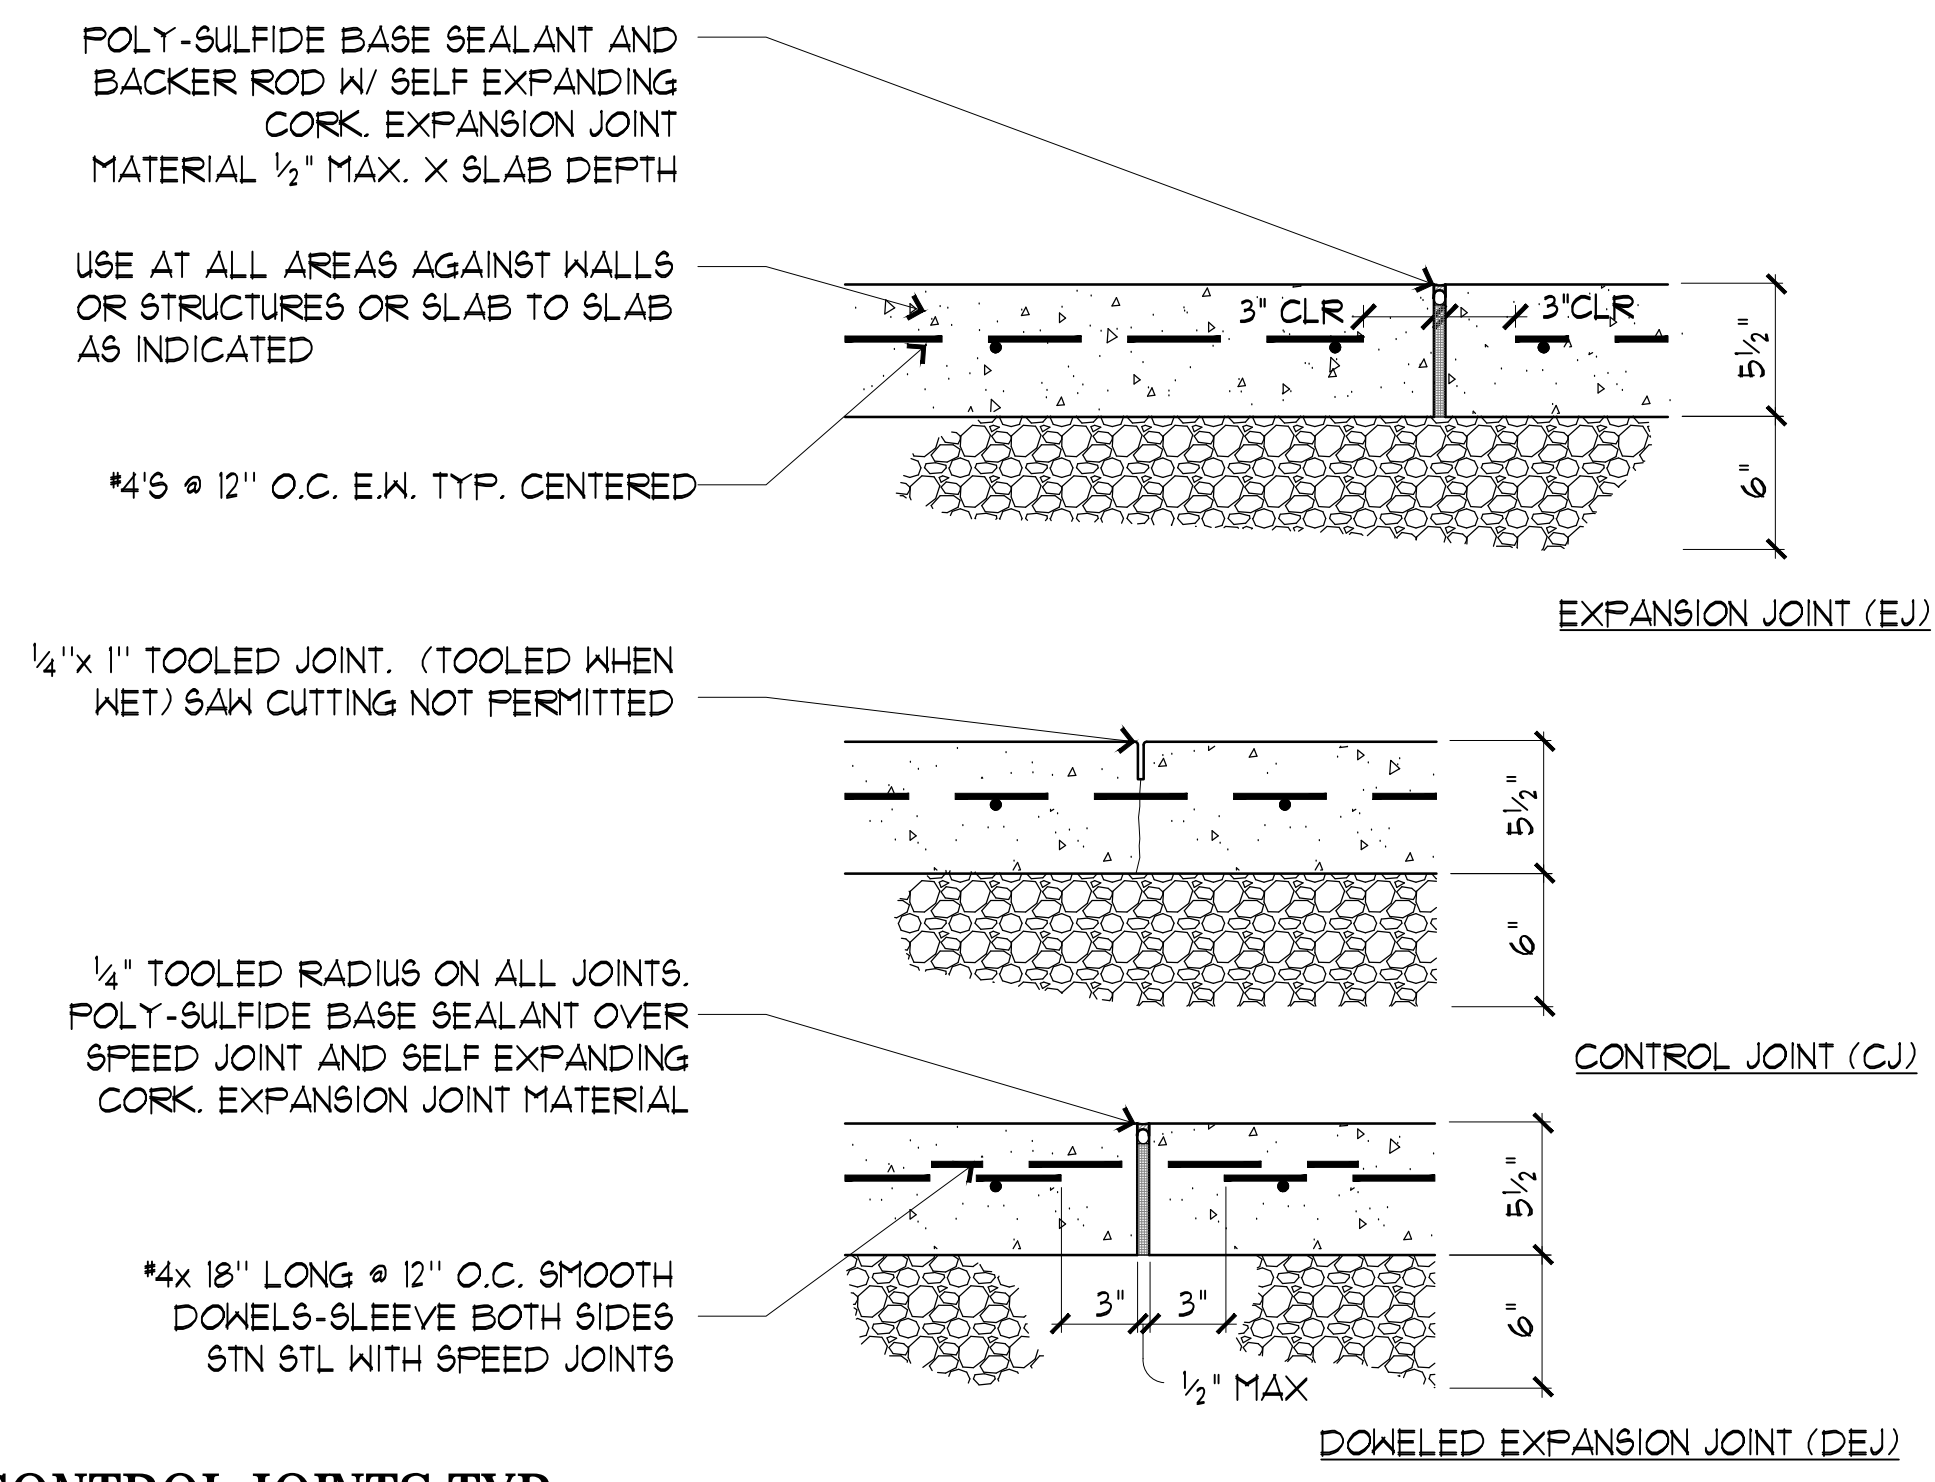 POLY-SULFIDE BASE SEALANT AND
BACKER ROD W/ SELF EXPANDING
CORK. EXPANSION JOINT
MATERIAL ½" MAX. X SLAB DEPTH
USE AT ALL AREAS AGAINST WALLS
OR STRUCTURES OR SLAB TO SLAB
AS INDICATED
3" CLR
3"CLR
5½"
#4'S @ 12" O.C. E.W. TYP. CENTERED
6"
EXPANSION JOINT (EJ)
¼"x 1" TOOLED JOINT. (TOOLED WHEN
WET) SAW CUTTING NOT PERMITTED
5½"
6"
CONTROL JOINT (CJ)
¼" TOOLED RADIUS ON ALL JOINTS.
POLY-SULFIDE BASE SEALANT OVER
SPEED JOINT AND SELF EXPANDING
CORK. EXPANSION JOINT MATERIAL
5½"
#4x 18" LONG @ 12" O.C. SMOOTH
DOWELS-SLEEVE BOTH SIDES
STN STL WITH SPEED JOINTS
3"
3"
6"
½" MAX
DOWELED EXPANSION JOINT (DEJ)
CONTROL JOINTS TYP